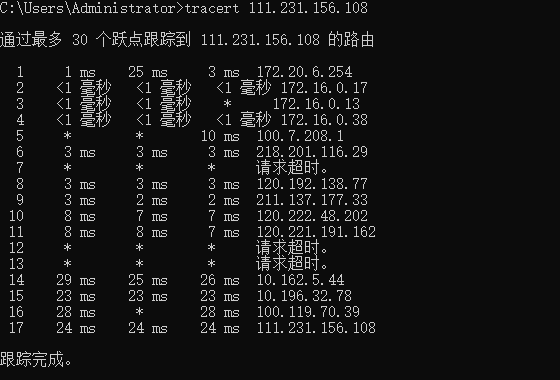 C:\Users\Administrator>tracert 111.231.156.108
通过最多 30 个跃点跟踪到 111.231.156.108 的路由
1 1 ms 25 ms 3 ms 172.20.6.254
2 <1 毫秒 <1 毫秒 <1 毫秒 172.16.0.17
3 <1 毫秒 <1 毫秒 * 172.16.0.13
4 <1 毫秒 <1 毫秒 <1 毫秒 172.16.0.38
5 * * 10 ms 100.7.208.1
6 3 ms 3 ms 3 ms 218.201.116.29
7 * * * 请求超时。
8 3 ms 3 ms 3 ms 120.192.138.77
9 3 ms 2 ms 2 ms 211.137.177.33
10 8 ms 7 ms 7 ms 120.222.48.202
11 8 ms 8 ms 7 ms 120.221.191.162
12 * * * 请求超时。
13 * * * 请求超时。
14 29 ms 25 ms 26 ms 10.162.5.44
15 23 ms 23 ms 23 ms 10.196.32.78
16 28 ms * 28 ms 100.119.70.39
17 24 ms 24 ms 24 ms 111.231.156.108
跟踪完成。